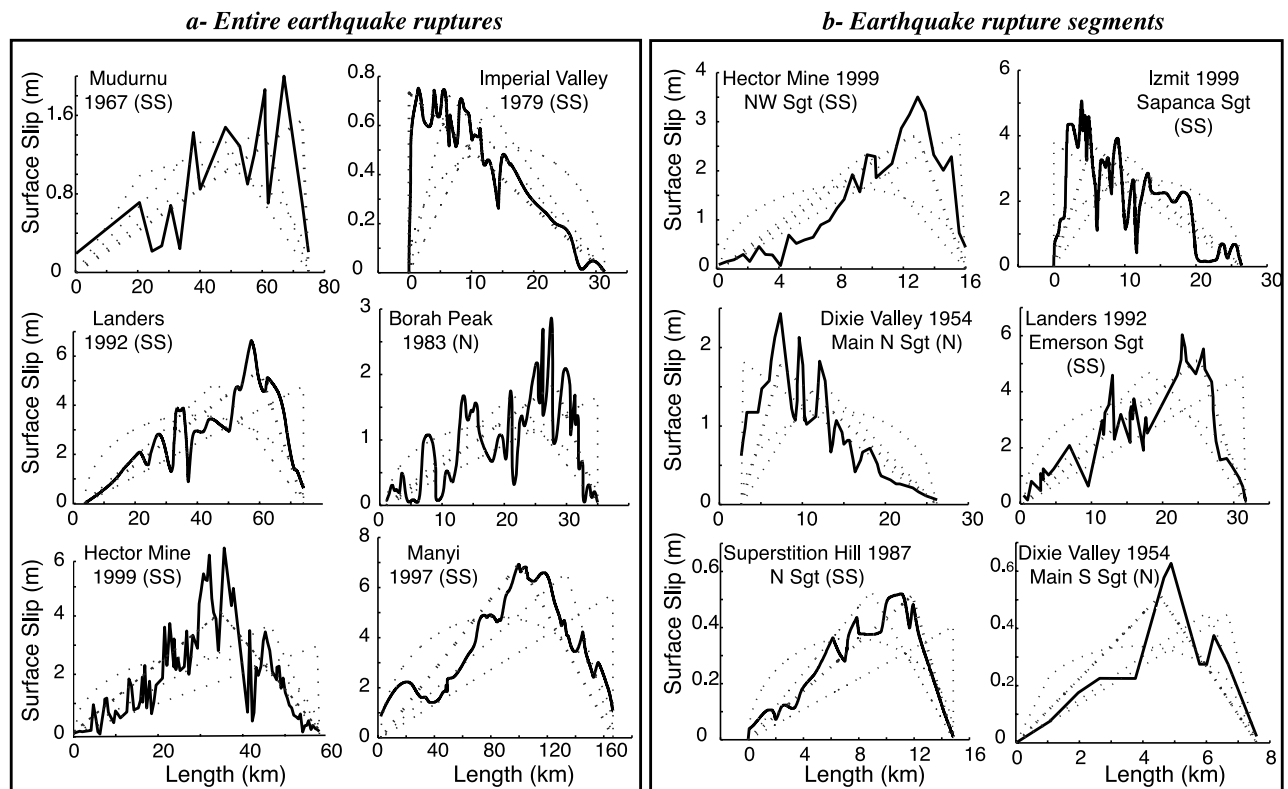 a- Entire earthquake ruptures
b- Earthquake rupture segments
Mudurnu
1967 (SS)
Surface Slip (m)
1.6
0.8
0
0 20 40 60 80
Imperial Valley
1979 (SS)
0.8
0.6
0.4
0.2
0
0 10 20 30
Landers
1992 (SS)
Surface Slip (m)
6
4
2
0
0 20 40 60
Borah Peak
1983 (N)
3
2
1
0
0 10 20 30
Hector Mine
1999 (SS)
Surface Slip (m)
6
4
2
0
0 20 40 60
Length (km)
Manyi
1997 (SS)
8
6
4
2
0
0 40 80 120 160
Length (km)
Hector Mine 1999
NW Sgt (SS)
Surface Slip (m)
4
3
2
1
0
0 4 8 12 16
Izmit 1999
Sapanca Sgt
(SS)
6
4
2
0
0 10 20 30
Dixie Valley 1954
Main N Sgt (N)
Surface Slip (m)
2
1
0
0 10 20 30
Landers 1992
Emerson Sgt
(SS)
6
4
2
0
0 10 20 30
Superstition Hill 1987
N Sgt (SS)
Surface Slip (m)
0.6
0.4
0.2
0
0 4 8 12 16
Length (km)
Dixie Valley 1954
Main S Sgt (N)
0.6
0.4
0.2
0
0 2 4 6 8
Length (km)